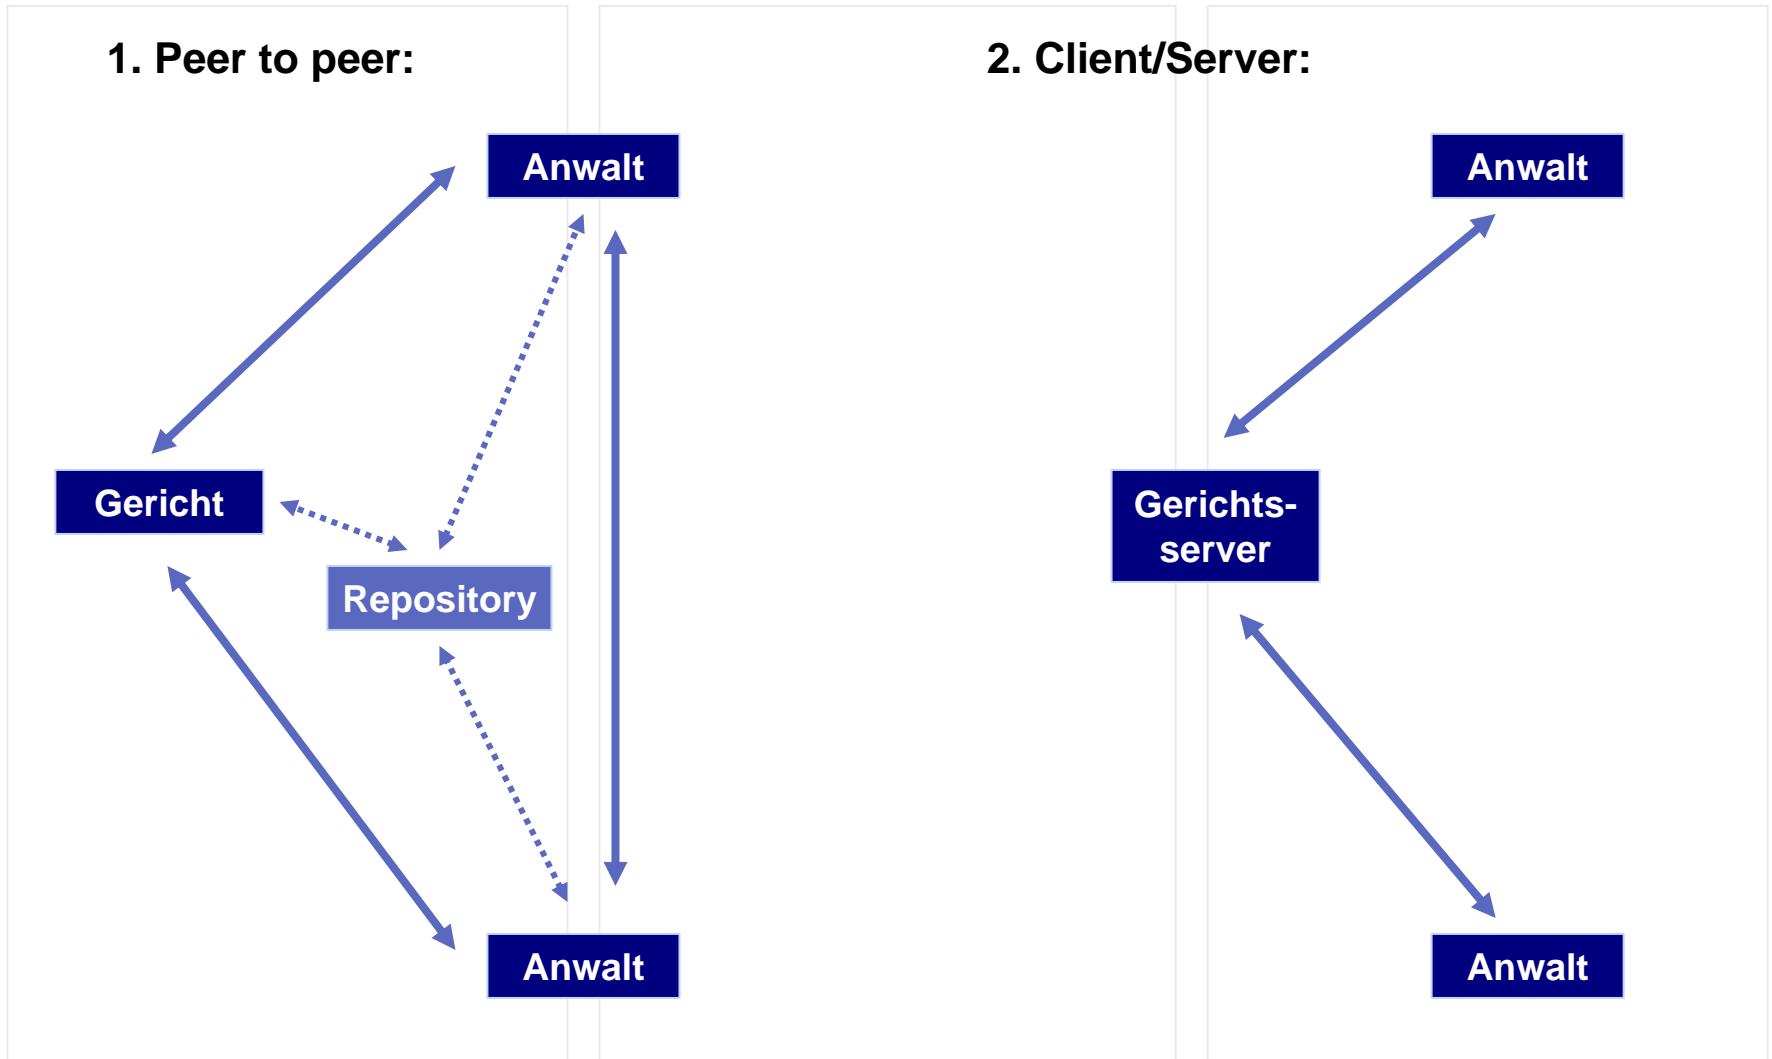 1. Peer to peer:
2. Client/Server:
Anwalt
Anwalt
Gericht
Gerichts-
server
Repository
Anwalt
Anwalt